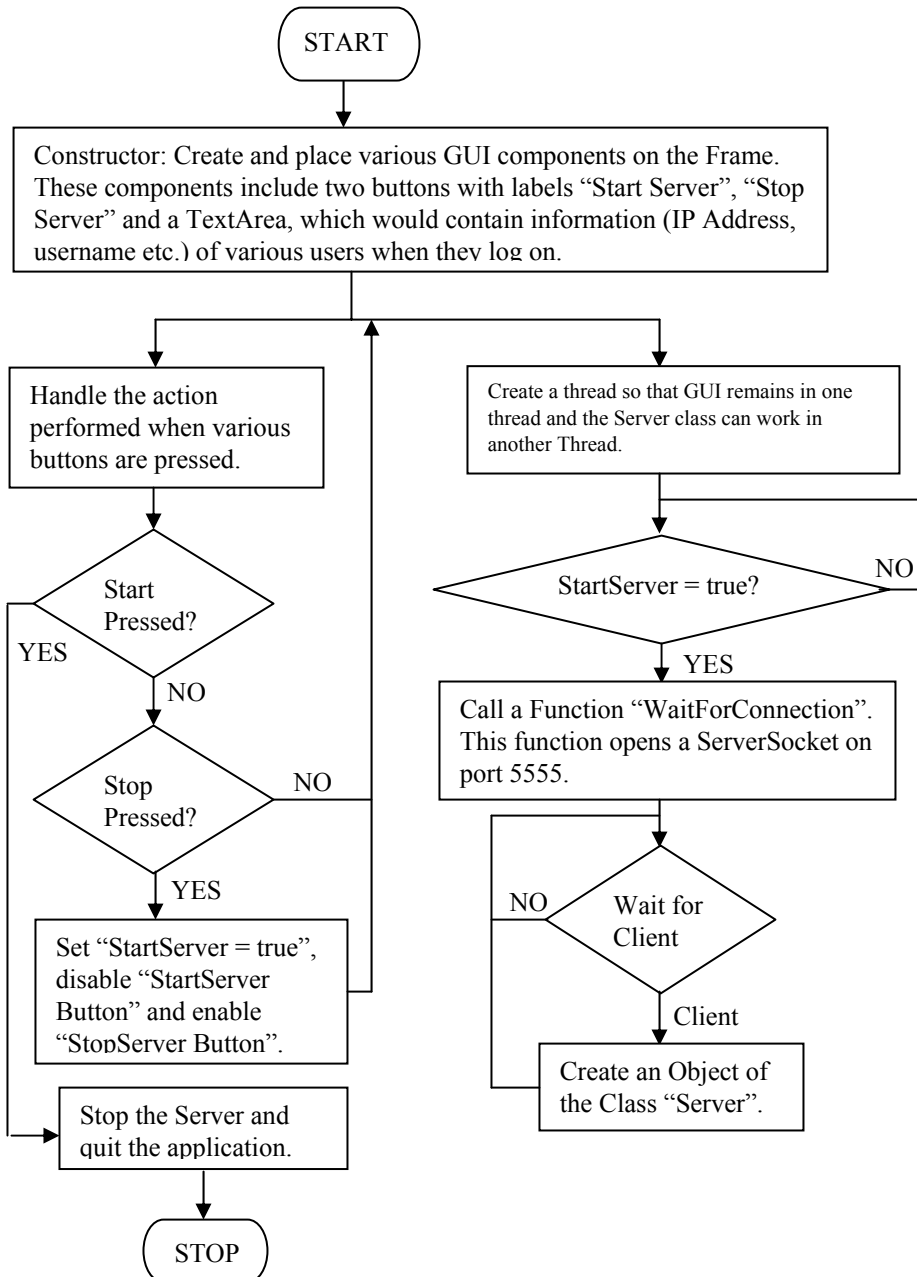 START
Constructor: Create and place various GUI components on the Frame.
These components include two buttons with labels “Start Server”, “Stop
Server” and a TextArea, which would contain information (IP Address,
username etc.) of various users when they log on.
Handle the action
performed when various
buttons are pressed.
Create a thread so that GUI remains in one
thread and the Server class can work in
another Thread.
Start
Pressed?
YES
NO
StartServer = true?
NO
YES
Call a Function “WaitForConnection”.
This function opens a ServerSocket on
port 5555.
Stop
Pressed?
NO
YES
Set “StartServer = true”,
disable “StartServer
Button” and enable
“StopServer Button”.
Wait for
Client
NO
Client
Create an Object of
the Class “Server”.
Stop the Server and
quit the application.
STOP